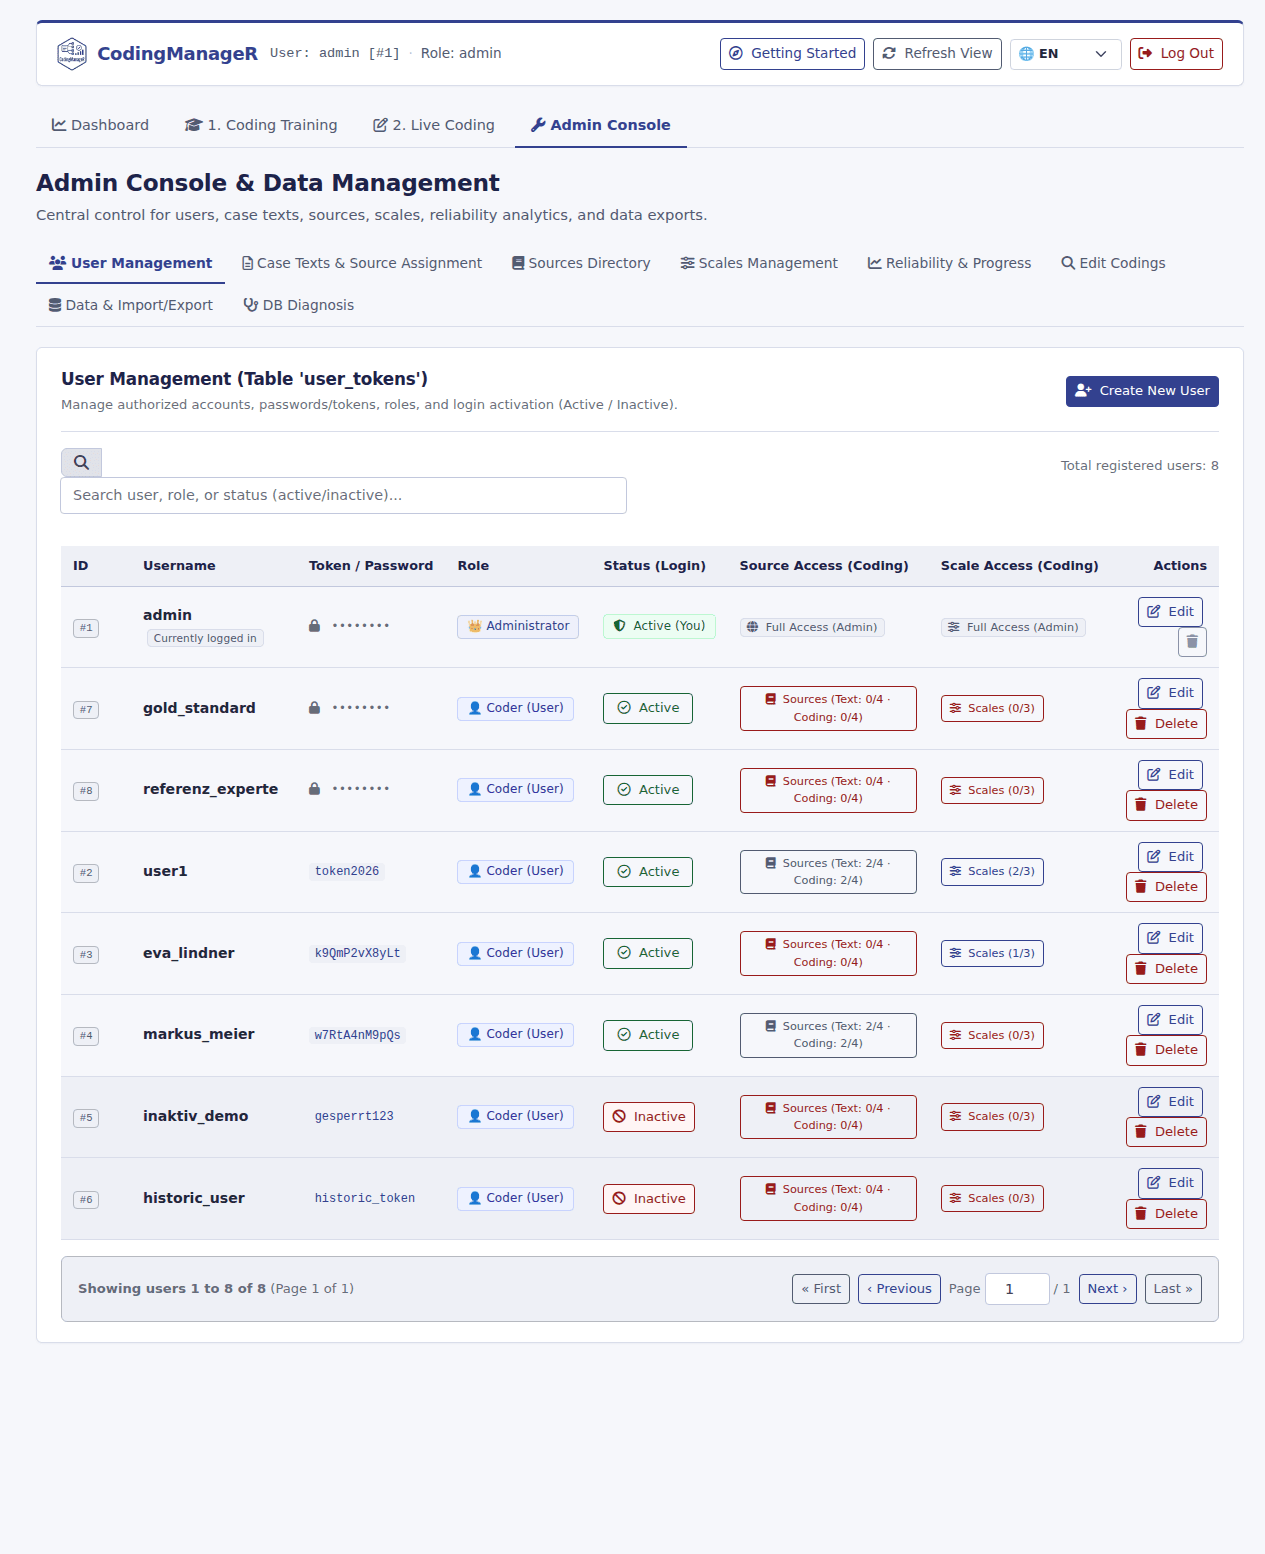 CodingManageR User: admin [#1] · Role: admin Getting Started Refresh View EN Log Out
Dashboard 1. Coding Training 2. Live Coding Admin Console
Admin Console & Data Management
Central control for users, case texts, sources, scales, reliability analytics, and data exports.
User Management Case Texts & Source Assignment Sources Directory Scales Management Reliability & Progress Edit Codings
Data & Import/Export DB Diagnosis
User Management (Table 'user_tokens')
Manage authorized accounts, passwords/tokens, roles, and login activation (Active / Inactive).
Create New User
Total registered users: 8
Search user, role, or status (active/inactive)...
ID Username Token / Password Role Status (Login) Source Access (Coding) Scale Access (Coding) Actions
#1 admin •••••••• Administrator Active (You) Full Access (Admin) Full Access (Admin) Edit
Currently logged in
#7 gold_standard •••••••• Coder (User) Active Sources (Text: 0/4 · Scales (0/3) Edit
Coding: 0/4) Delete
#8 referenz_experte •••••••• Coder (User) Active Sources (Text: 0/4 · Scales (0/3) Edit
Coding: 0/4) Delete
#2 user1 token2026 Coder (User) Active Sources (Text: 2/4 · Scales (2/3) Edit
Coding: 2/4) Delete
#3 eva_lindner k9QmP2vX8yLt Coder (User) Active Sources (Text: 0/4 · Scales (1/3) Edit
Coding: 0/4) Delete
#4 markus_meier w7RtA4nM9pQs Coder (User) Active Sources (Text: 2/4 · Scales (0/3) Edit
Coding: 2/4) Delete
#5 inaktiv_demo gesperrt123 Coder (User) Inactive Sources (Text: 0/4 · Scales (0/3) Edit
Coding: 0/4) Delete
#6 historic_user historic_token Coder (User) Inactive Sources (Text: 0/4 · Scales (0/3) Edit
Coding: 0/4) Delete
Showing users 1 to 8 of 8 (Page 1 of 1) « First ‹ Previous Page 1 / 1 Next › Last »